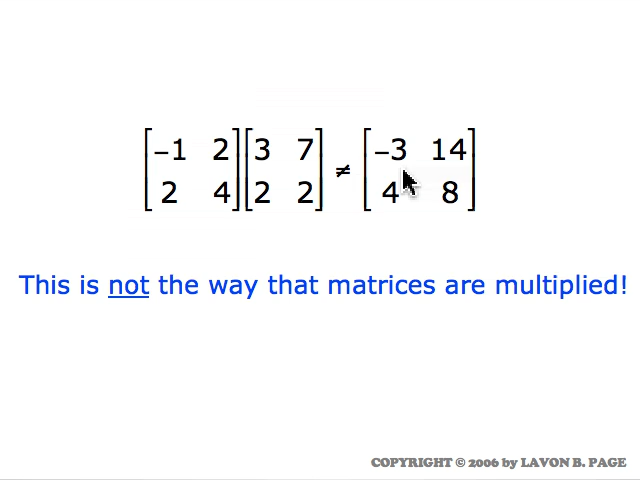 [−1 2] [3 7] ≠ [−3 14]
[2 4] [2 2] [4 8]
This is not the way that matrices are multiplied!
COPYRIGHT © 2006 by LAVON B. PAGE